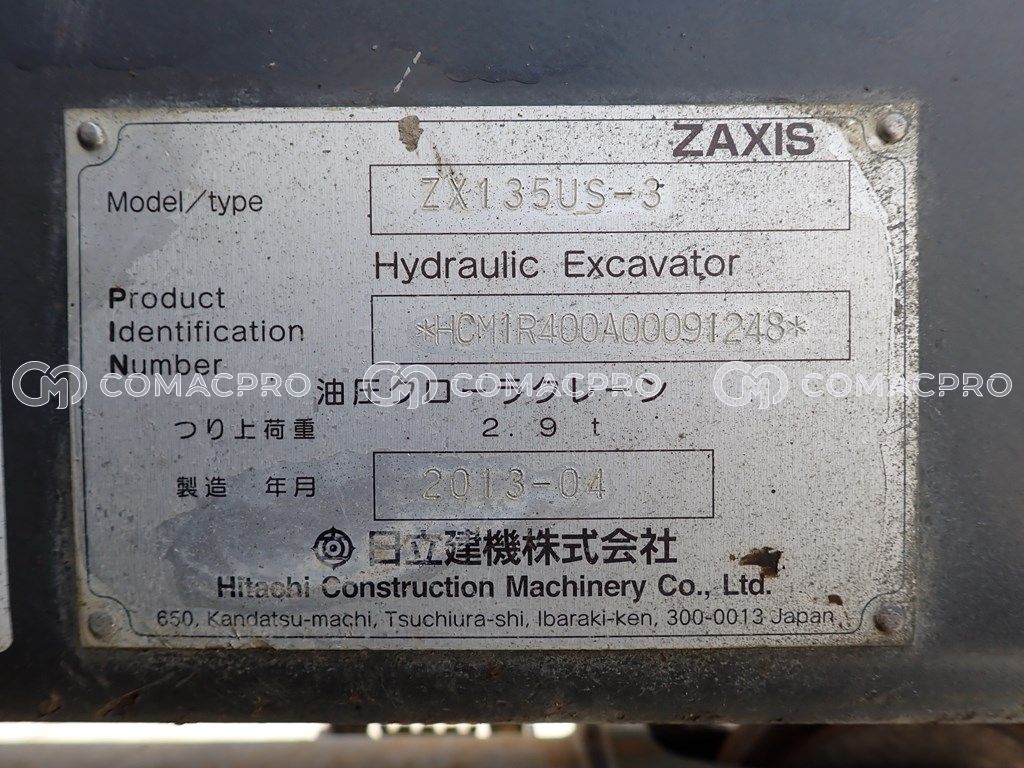 ZAXIS
Model/type ZX135US-3
Hydraulic Excavator
Product
Identification *HCM1R400A00091248*
Number
COMACPRO COMACPRO COMACPRO
油圧クローラクレーン
つり上荷重 2.9 t
製造 年月 2013-04
日立建機株式会社
Hitachi Construction Machinery Co., Ltd.
650, Kandatsu-machi, Tsuchiura-shi, Ibaraki-ken, 300-0013 Japan